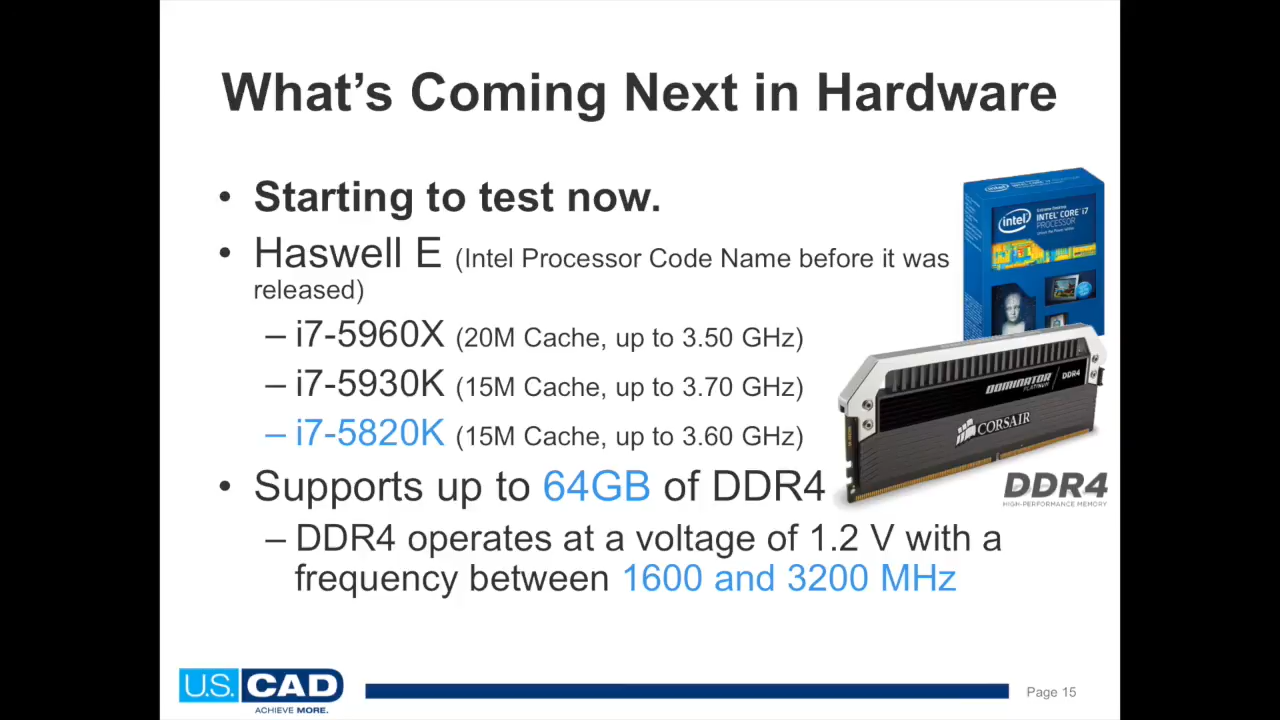 What's Coming Next in Hardware
• Starting to test now.
• Haswell E (Intel Processor Code Name before it was
released)
– i7-5960X (20M Cache, up to 3.50 GHz)
– i7-5930K (15M Cache, up to 3.70 GHz)
– i7-5820K (15M Cache, up to 3.60 GHz)
• Supports up to 64GB of DDR4
– DDR4 operates at a voltage of 1.2 V with a
frequency between 1600 and 3200 MHz
intel
INTEL® CORE™ i7
PROCESSOR
DOMINATOR
PLATINUM
DDR4
CORSAIR
DDR4
HIGH-PERFORMANCE MEMORY
U.S. CAD
ACHIEVE MORE.
Page 15